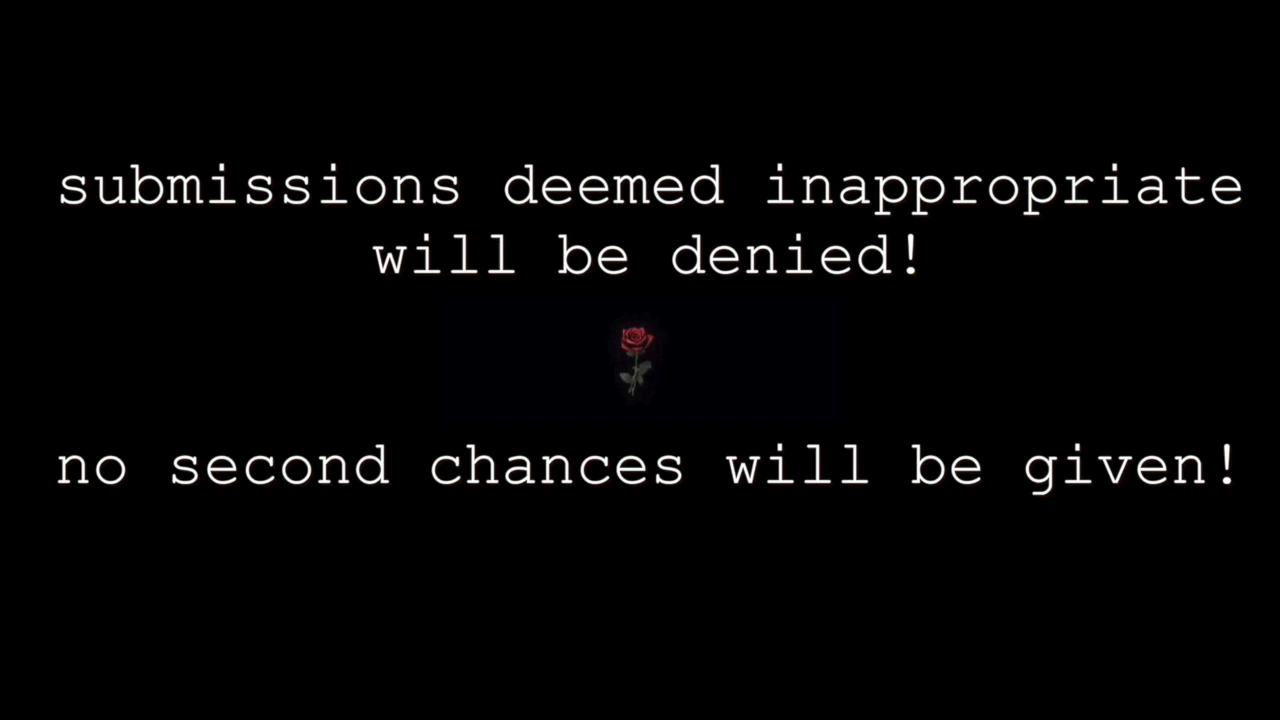 submissions deemed inappropriate
will be denied!
no second chances will be given!